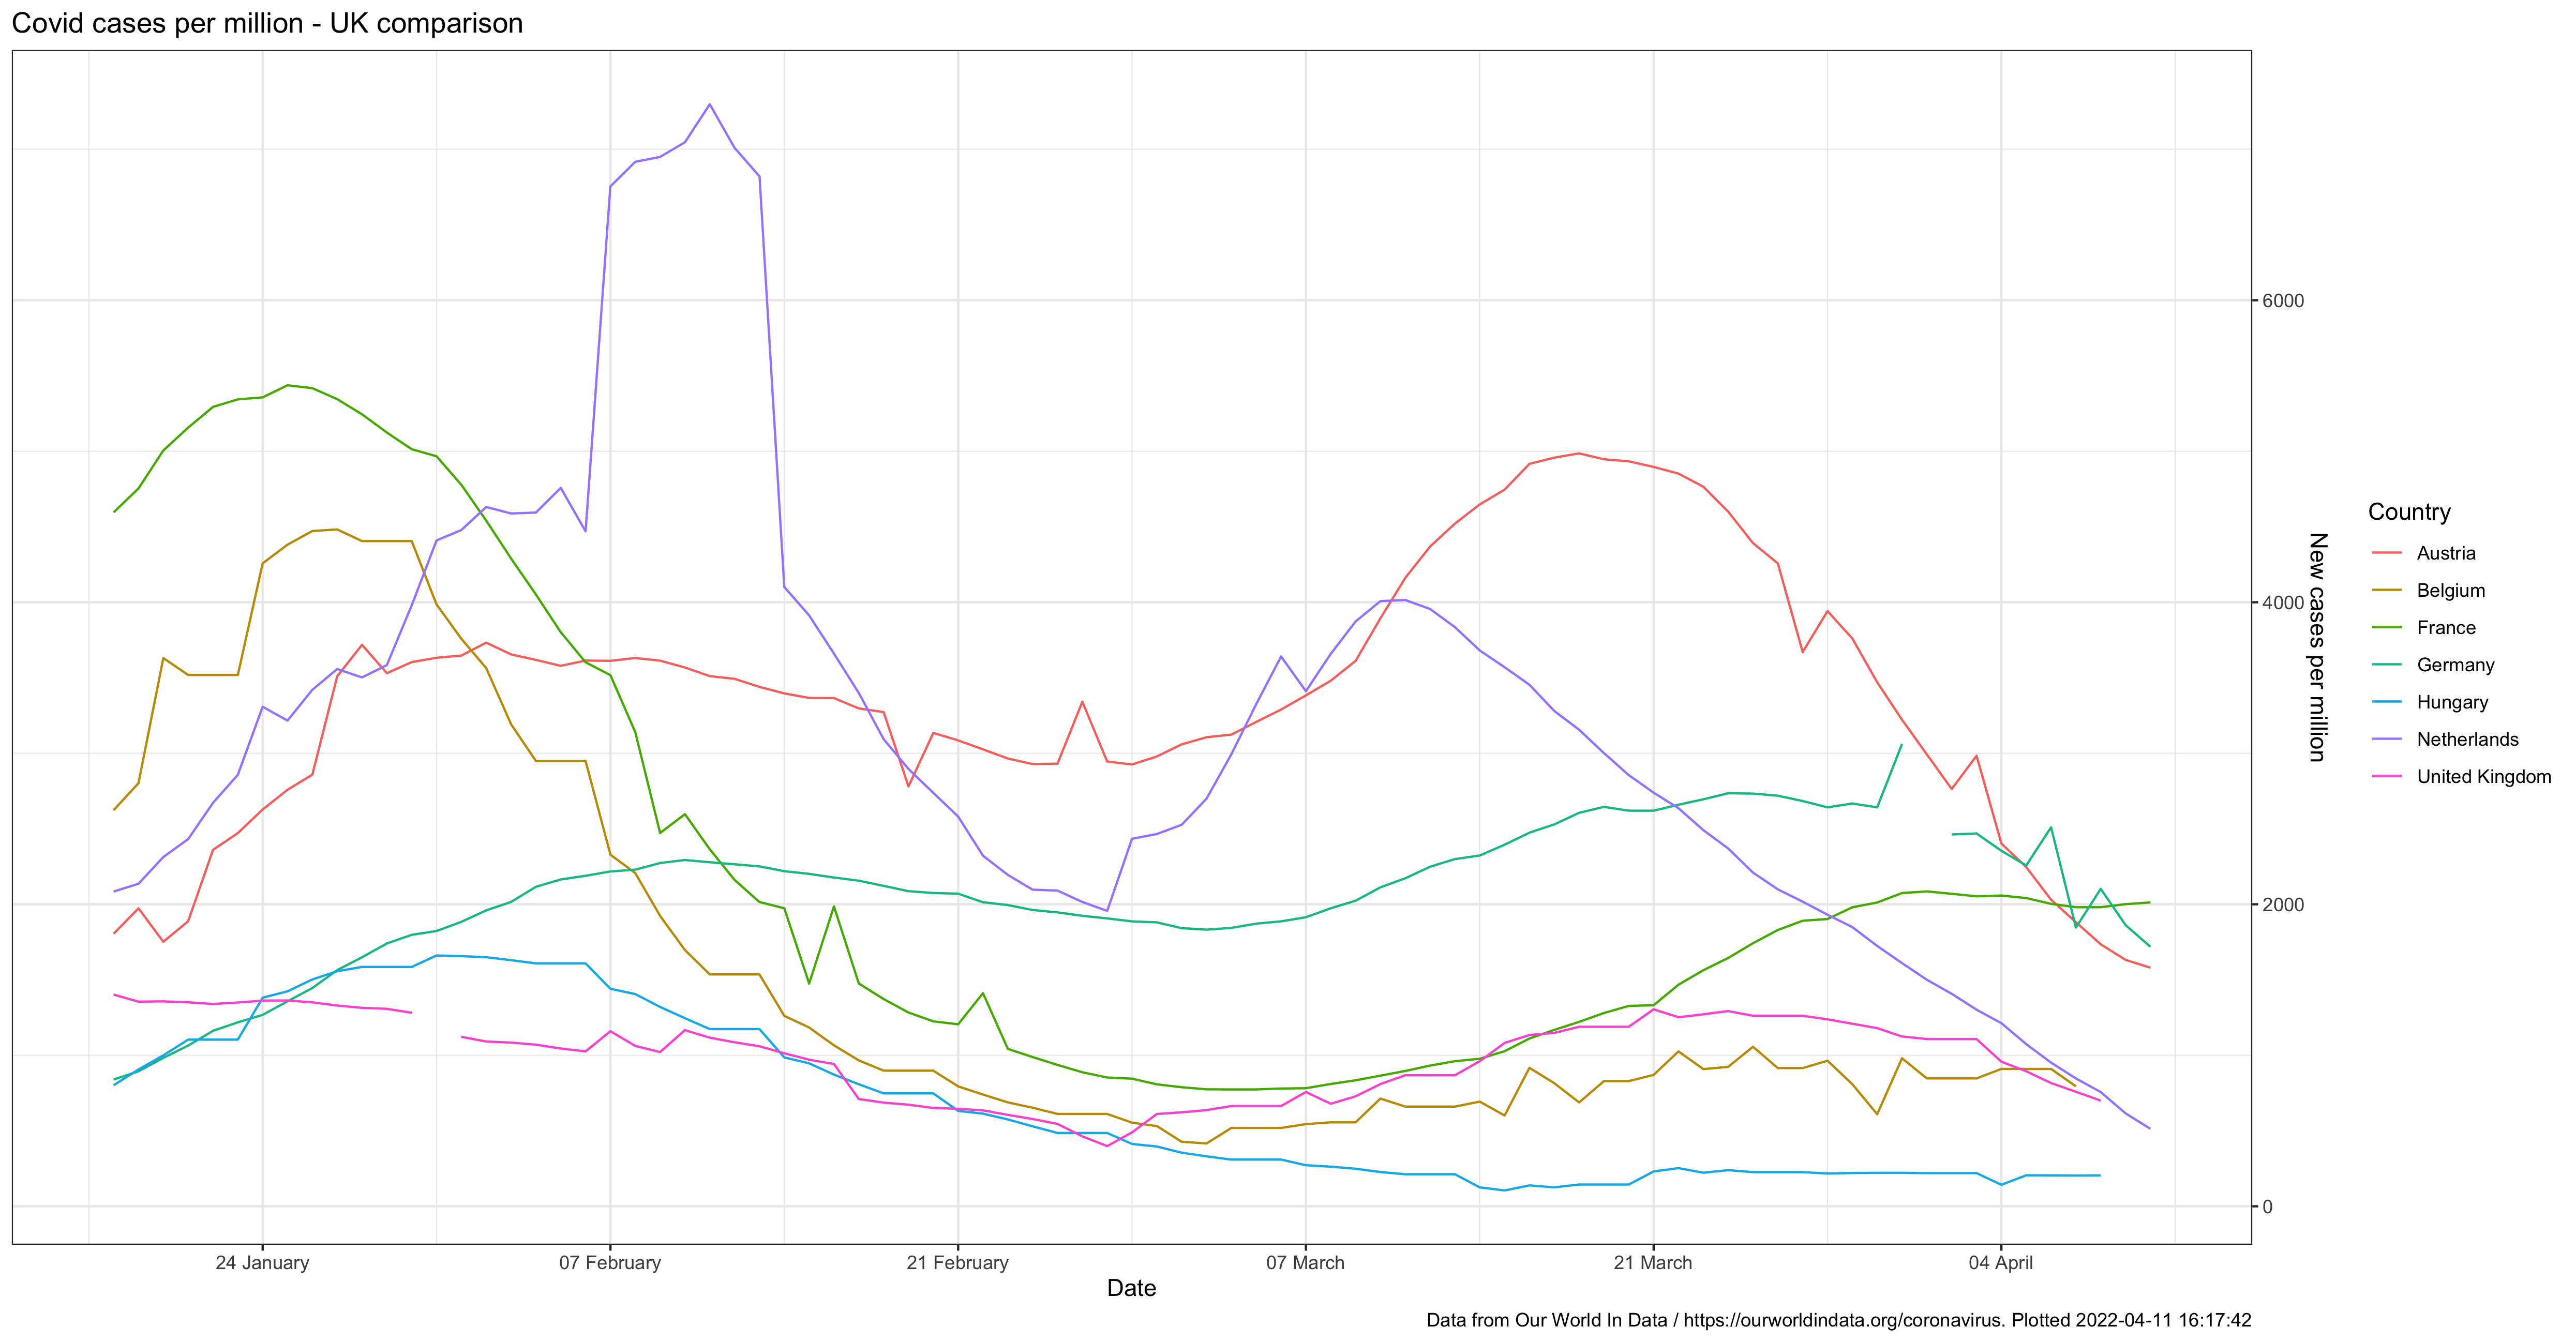 Covid cases per million - UK comparison
6000
4000
2000
0
New cases per million
24 January
07 February
21 February
07 March
21 March
04 April
Date
Country
Austria
Belgium
France
Germany
Hungary
Netherlands
United Kingdom
Data from Our World In Data / https://ourworldindata.org/coronavirus. Plotted 2022-04-11 16:17:42